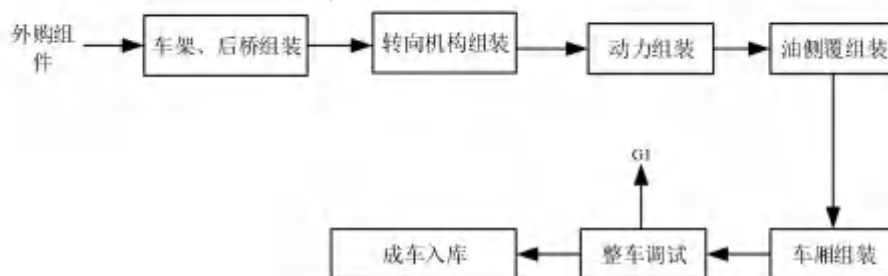 外购组
件
车架、后桥组装
转向机构组装
动力组装
油侧覆组装
G1
成车入库
整车调试
车厢组装